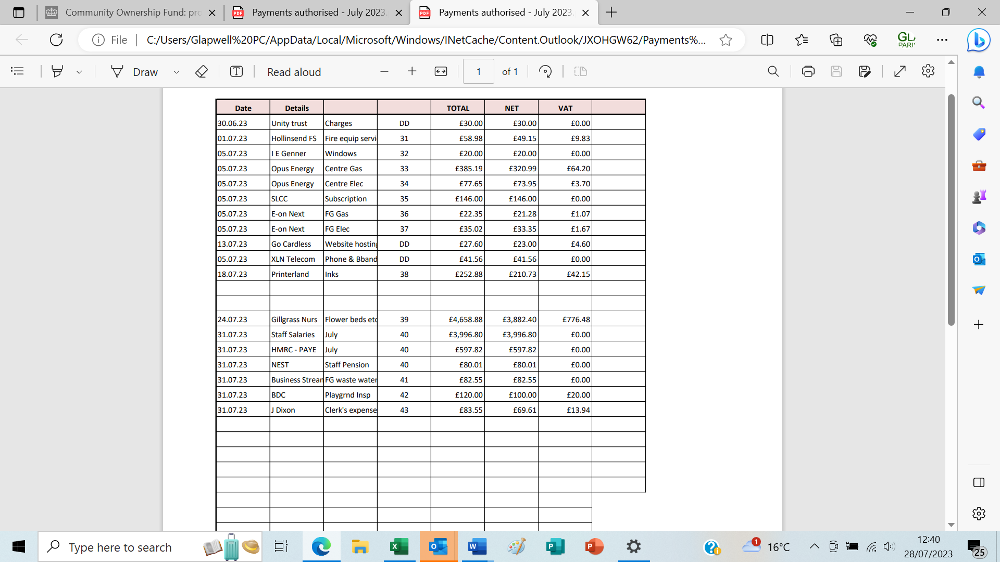 Community Ownership Fund: pro
Payments authorised - July 2023.
Payments authorised - July 2023.
File
C:/Users/Glapwell%20PC/AppData/Local/Microsoft/Windows/INetCache/Content.Outlook/JXOHGW62/Payments%...
GLA
PARI
Draw
Read aloud
1 of 1
Date Details TOTAL NET VAT
30.06.23 Unity trust Charges DD £30.00 £30.00 £0.00
01.07.23 Hollinsend FS Fire equip servi 31 £58.98 £49.15 £9.83
05.07.23 I E Genner Windows 32 £20.00 £20.00 £0.00
05.07.23 Opus Energy Centre Gas 33 £385.19 £320.99 £64.20
05.07.23 Opus Energy Centre Elec 34 £77.65 £73.95 £3.70
05.07.23 SLCC Subscription 35 £146.00 £146.00 £0.00
05.07.23 E-on Next FG Gas 36 £22.35 £21.28 £1.07
05.07.23 E-on Next FG Elec 37 £35.02 £33.35 £1.67
13.07.23 Go Cardless Website hosting DD £27.60 £23.00 £4.60
05.07.23 XLN Telecom Phone & Bband DD £41.56 £41.56 £0.00
18.07.23 Printerland Inks 38 £252.88 £210.73 £42.15
24.07.23 Gillgrass Nurs Flower beds etc 39 £4,658.88 £3,882.40 £776.48
31.07.23 Staff Salaries July 40 £3,996.80 £3,996.80 £0.00
31.07.23 HMRC - PAYE July 40 £597.82 £597.82 £0.00
31.07.23 NEST Staff Pension 40 £80.01 £80.01 £0.00
31.07.23 Business Stream FG waste water 41 £82.55 £82.55 £0.00
31.07.23 BDC Playgrnd Insp 42 £120.00 £100.00 £20.00
31.07.23 J Dixon Clerk's expense 43 £83.55 £69.61 £13.94
Type here to search
1
16°C
12:40
28/07/2023
25